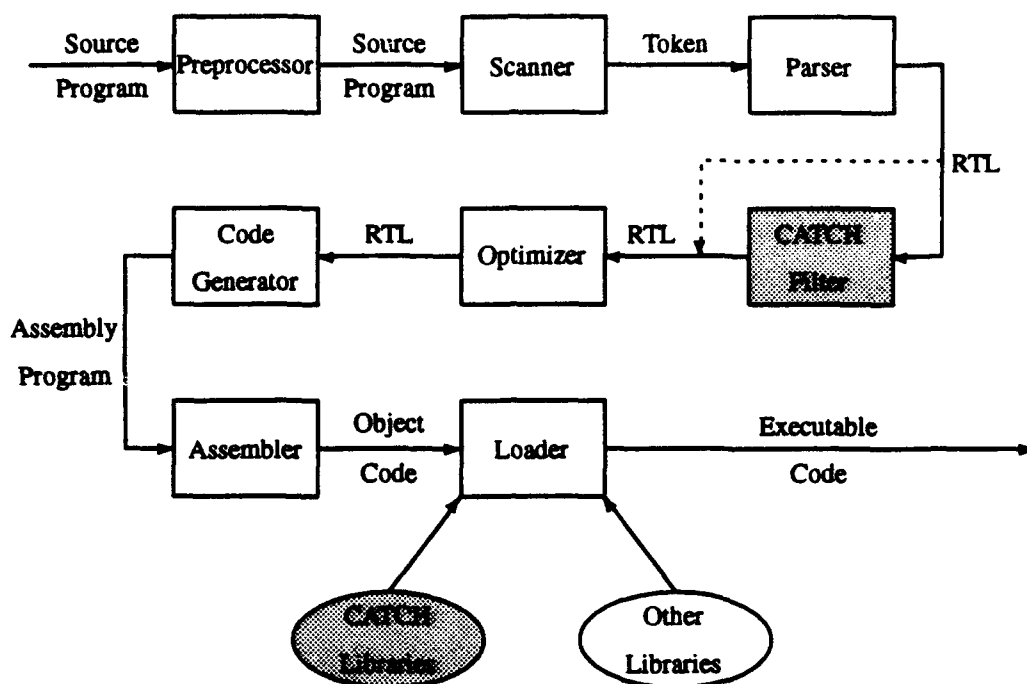 Source
Program
Preprocessor
Source
Program
Scanner
Token
Parser
RTL
Code
Generator
RTL
Optimizer
RTL
CATCH
Filter
Assembly
Program
Assembler
Object
Code
Loader
Executable
Code
CATCH
Libraries
Other
Libraries